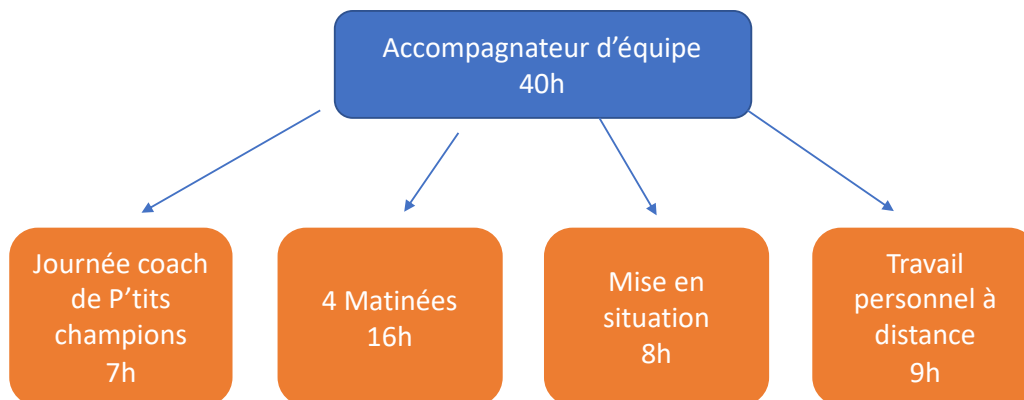 Accompagnateur d’équipe
40h
Journée coach
de P’tits
champions
7h
4 Matinées
16h
Mise en
situation
8h
Travail
personnel à
distance
9h